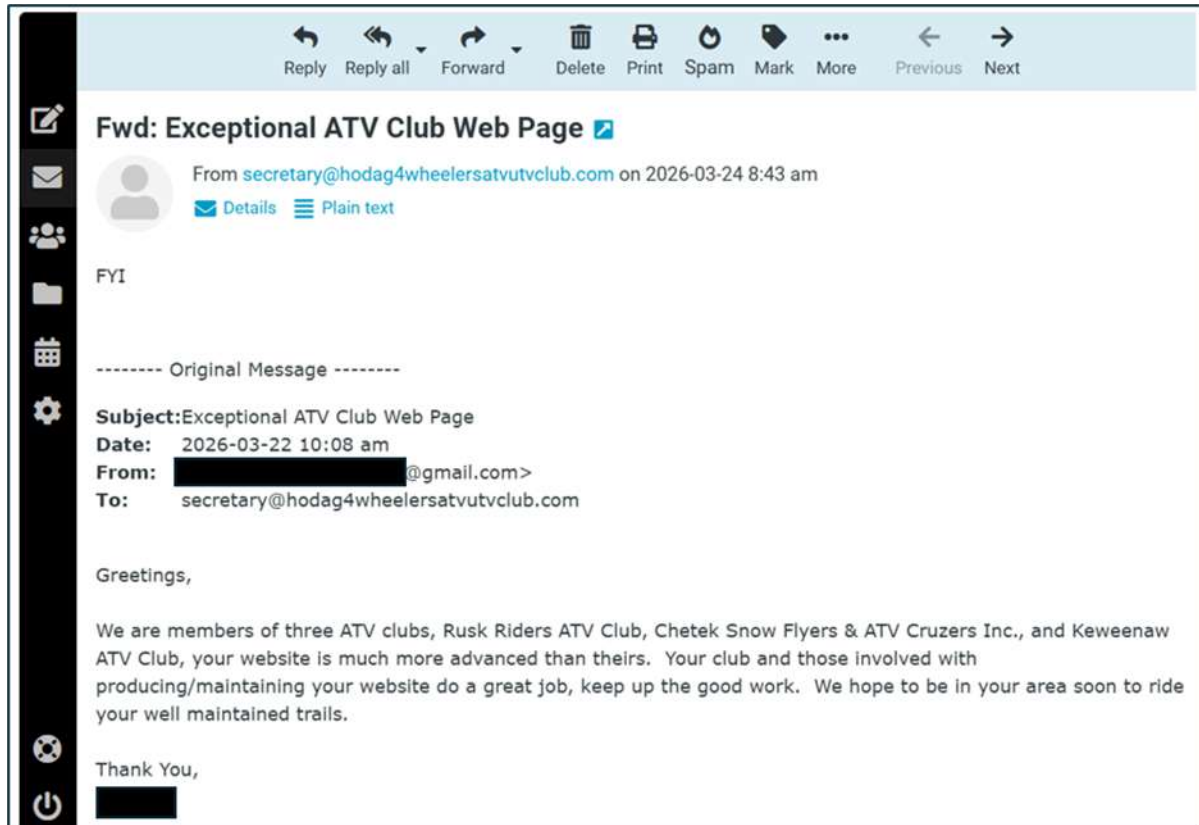 Reply
Reply all
Forward
Delete
Print
Spam
Mark
More
Previous
Next
Fwd: Exceptional ATV Club Web Page
From secretary@hodag4wheelersatvutvclub.com on 2026-03-24 8:43 am
Details
Plain text
FYI
-------- Original Message --------
Subject:Exceptional ATV Club Web Page
Date: 2026-03-22 10:08 am
From: @gmail.com>
To: secretary@hodag4wheelersatvutvclub.com
Greetings,
We are members of three ATV clubs, Rusk Riders ATV Club, Chetek Snow Flyers & ATV Cruzers Inc., and Keweenaw
ATV Club, your website is much more advanced than theirs.  Your club and those involved with
producing/maintaining your website do a great job, keep up the good work.  We hope to be in your area soon to ride
your well maintained trails.
Thank You,